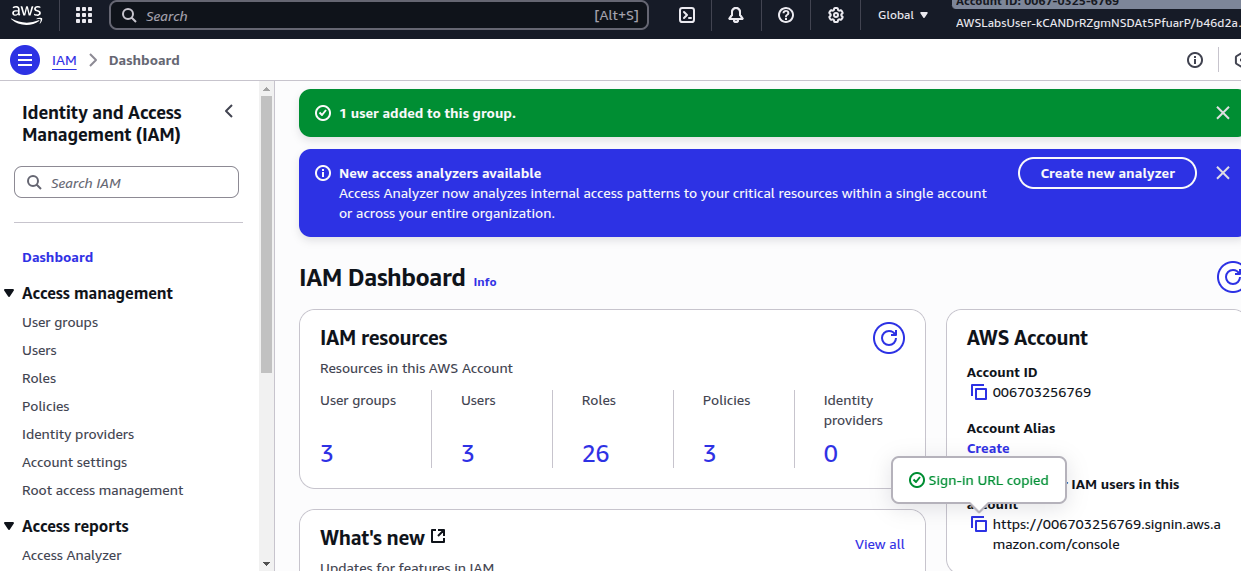 aws
Search
[Alt+S]
Global
Account ID: 0067-0325-6769
AWSLabsUser-kCANDrRZgmNSDAt5PfuarP/b46d2a.
IAM
Dashboard
Identity and Access
Management (IAM)
Search IAM
Dashboard
Access management
User groups
Users
Roles
Policies
Identity providers
Account settings
Root access management
Access reports
Access Analyzer
1 user added to this group.
New access analyzers available
Access Analyzer now analyzes internal access patterns to your critical resources within a single account
or across your entire organization.
Create new analyzer
IAM Dashboard Info
IAM resources
Resources in this AWS Account
User groups
3
Users
3
Roles
26
Policies
3
Identity
providers
0
What's new
View all
Updates for features in IAM
AWS Account
Account ID
006703256769
Account Alias
Create
Sign-in URL copied
IAM users in this
account
https://006703256769.signin.aws.a
mazon.com/console